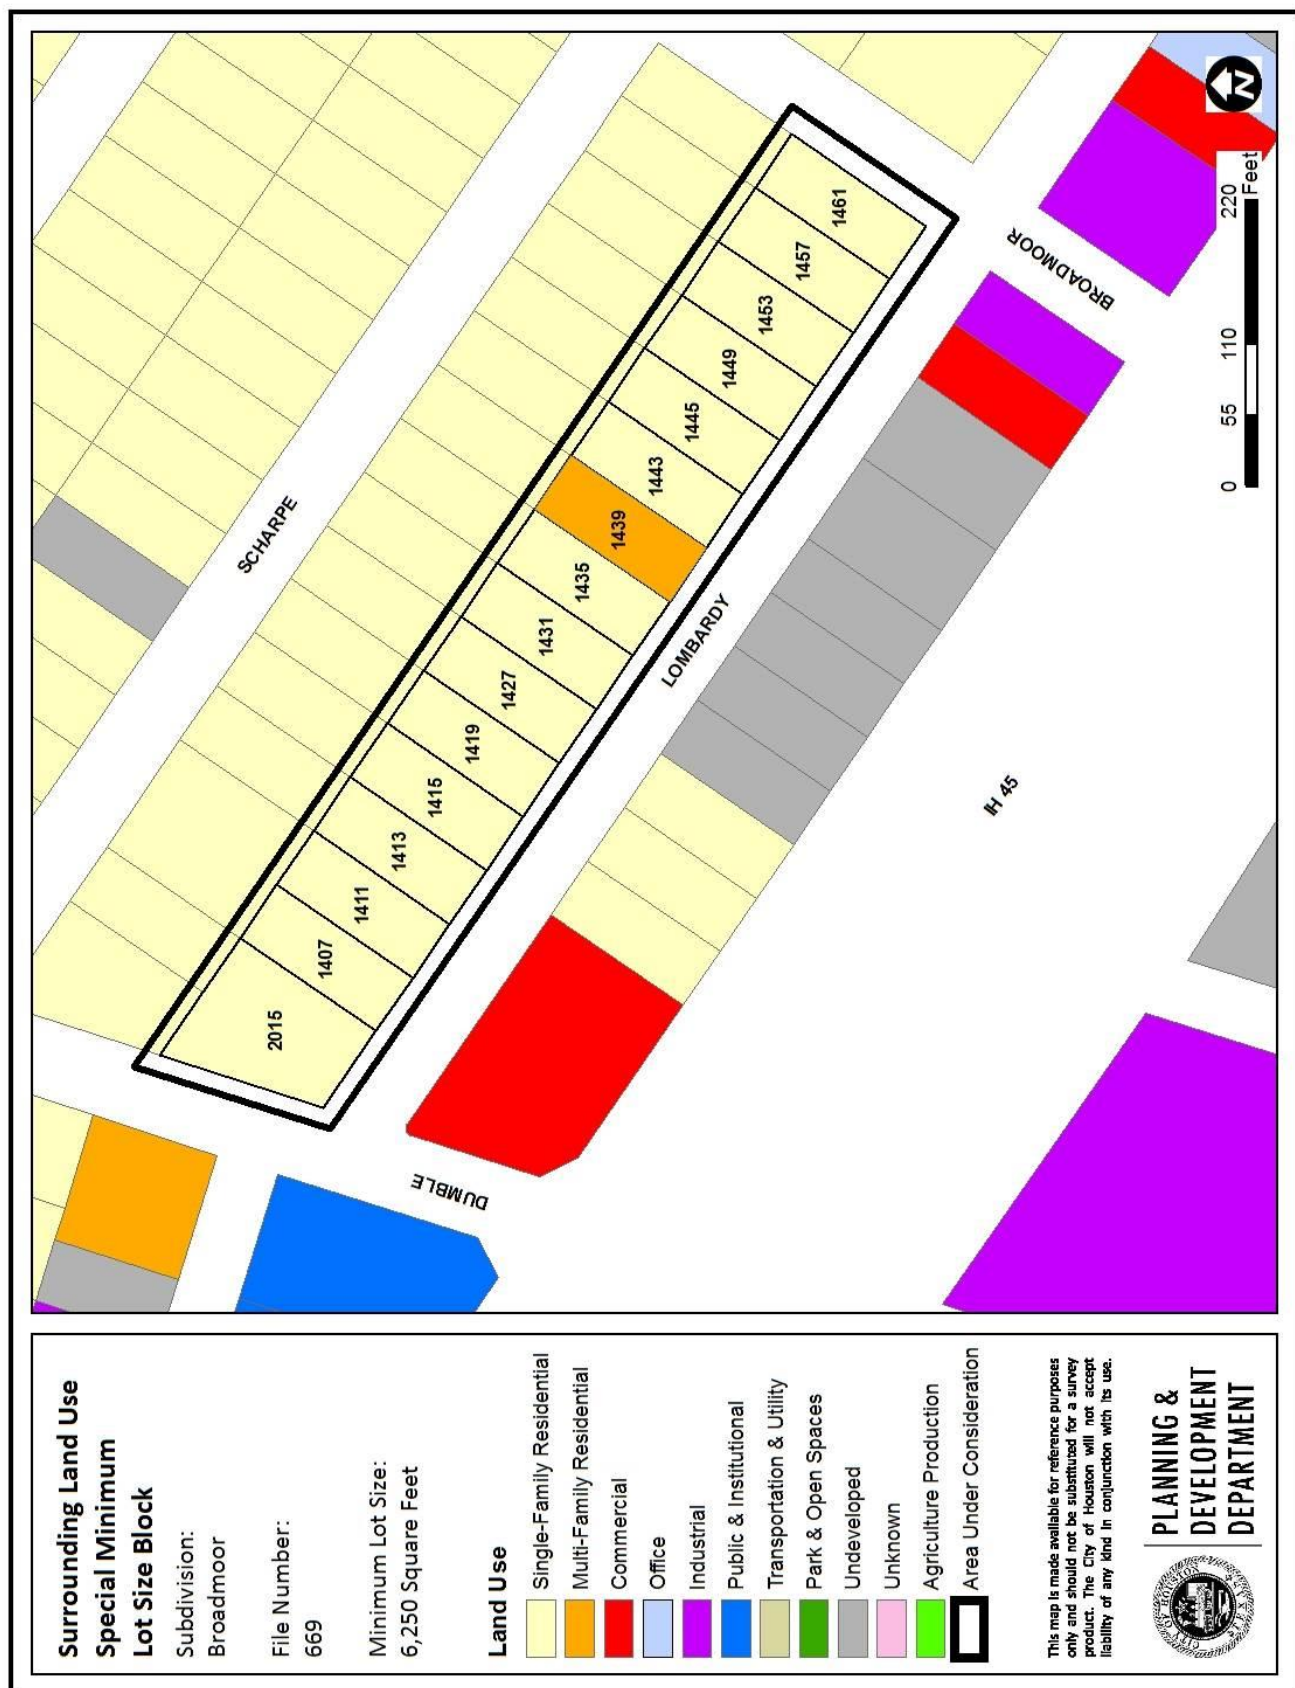 Surrounding Land Use
Special Minimum
Lot Size Block
Subdivision:
Broadmoor
File Number:
669
Minimum Lot Size:
6,250 Square Feet
Land Use
Single-Family Residential
Multi-Family Residential
Commercial
Office
Industrial
Public & Institutional
Transportation & Utility
Park & Open Spaces
Undeveloped
Unknown
Agriculture Production
Area Under Consideration
This map is made available for reference purposes
only and should not be substituted for a survey
product. The City of Houston will not accept
liability of any kind in conjunction with its use.
CITY OF HOUSTON
TEXAS
PLANNING &
DEVELOPMENT
DEPARTMENT
SCHARPE
LOMBARDY
DUMBLE
BROADMOOR
IH 45
2015
1407
1411
1413
1415
1419
1427
1431
1435
1439
1443
1445
1449
1453
1457
1461
N
0 55 110 220
Feet